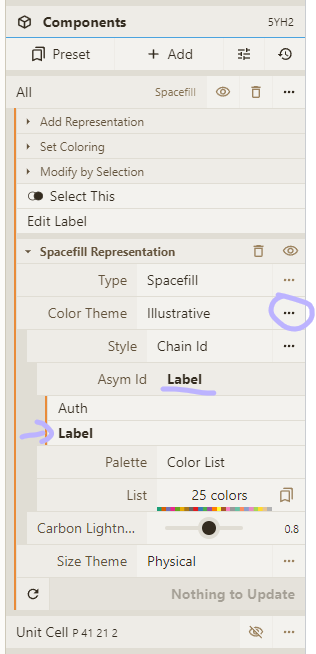 Components 5YH2
Preset + Add
All Spacefill ...
Add Representation
Set Coloring
Modify by Selection
Select This
Edit Label
Spacefill Representation
Type Spacefill ...
Color Theme Illustrative ...
Style Chain Id ...
Asym Id Label
Auth
Label
Palette Color List
List 25 colors
Carbon Lightn... 0.8
Size Theme Physical ...
Nothing to Update
Unit Cell P 41 21 2 ...